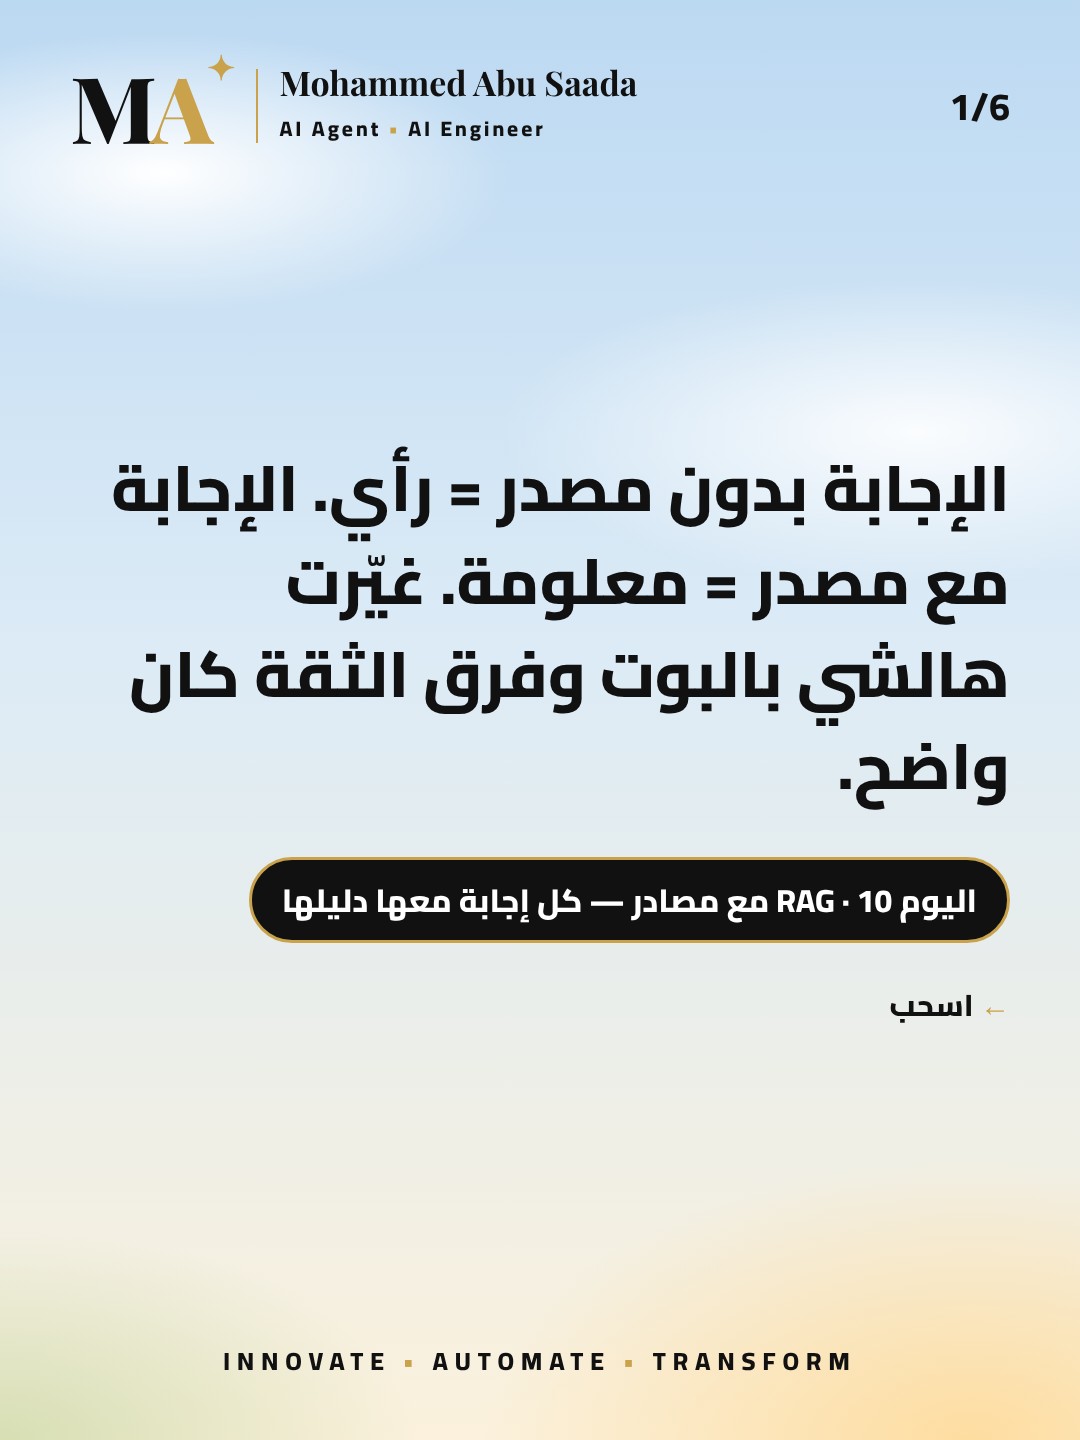 MA
Mohammed Abu Saada
AI Agent ▪ AI Engineer
1/6
الإجابة بدون مصدر = رأي. الإجابة
مع مصدر = معلومة. غيّرت
هالشي بالبوت وفرق الثقة كان
واضح.
اليوم 10 · RAG مع مصادر — كل إجابة معها دليلها
← اسحب
INNOVATE ▪ AUTOMATE ▪ TRANSFORM